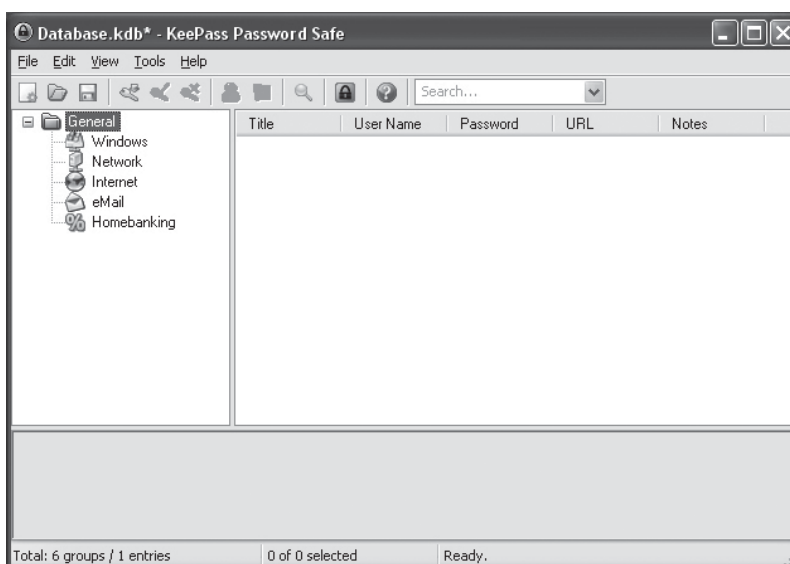 Database.kdb* - KeePass Password Safe
File Edit View Tools Help
Search...
General
Windows
Network
Internet
eMail
Homebanking
Title User Name Password URL Notes
Total: 6 groups / 1 entries 0 of 0 selected Ready.